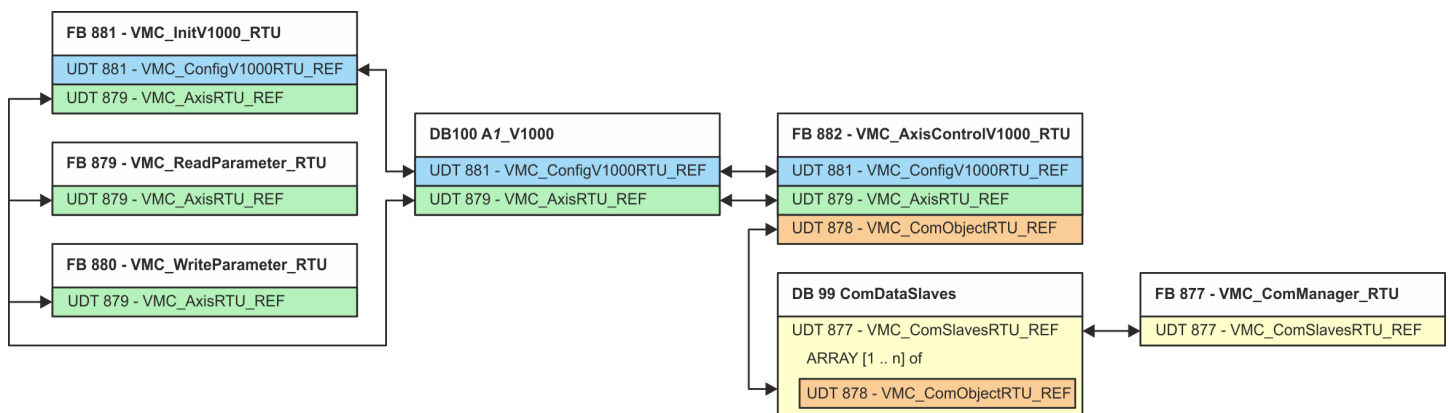 FB 881 - VMC_InitV1000_RTU
UDT 881 - VMC_ConfigV1000RTU_REF
UDT 879 - VMC_AxisRTU_REF
FB 879 - VMC_ReadParameter_RTU
UDT 879 - VMC_AxisRTU_REF
FB 880 - VMC_WriteParameter_RTU
UDT 879 - VMC_AxisRTU_REF
DB100 A1_V1000
UDT 881 - VMC_ConfigV1000RTU_REF
UDT 879 - VMC_AxisRTU_REF
FB 882 - VMC_AxisControlV1000_RTU
UDT 881 - VMC_ConfigV1000RTU_REF
UDT 879 - VMC_AxisRTU_REF
UDT 878 - VMC_ComObjectRTU_REF
DB 99 ComDataSlaves
UDT 877 - VMC_ComSlavesRTU_REF
ARRAY [1 .. n] of
UDT 878 - VMC_ComObjectRTU_REF
FB 877 - VMC_ComManager_RTU
UDT 877 - VMC_ComSlavesRTU_REF